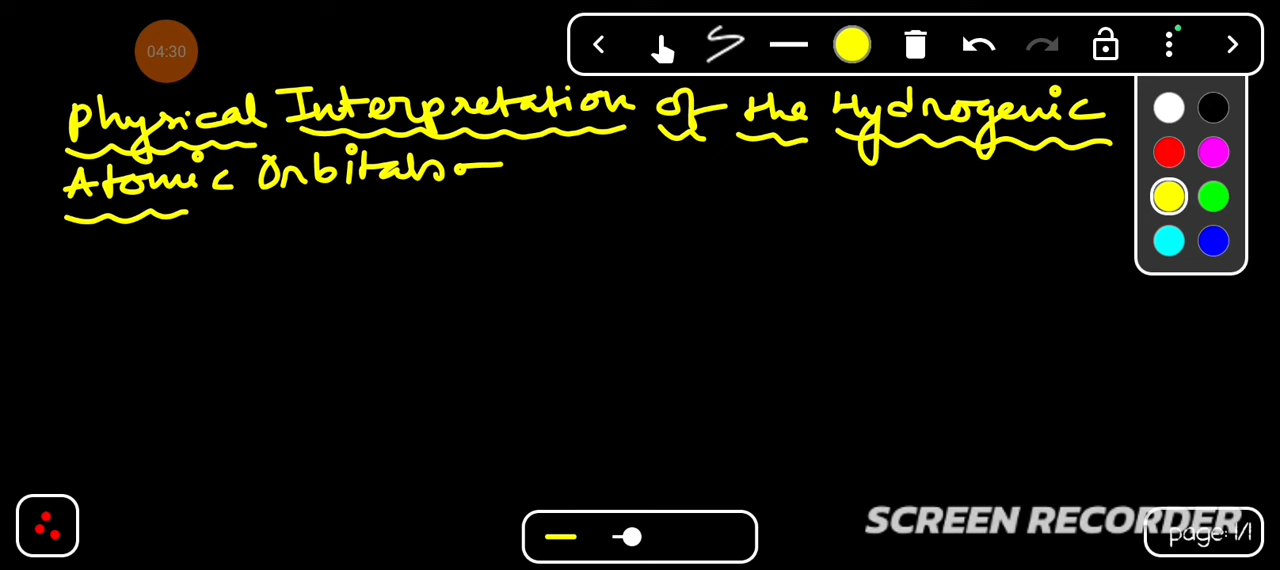 04:30
Physical Interpretation of the Hydrogenic
Atomic Orbitals—
SCREEN RECORDER
page:1/1